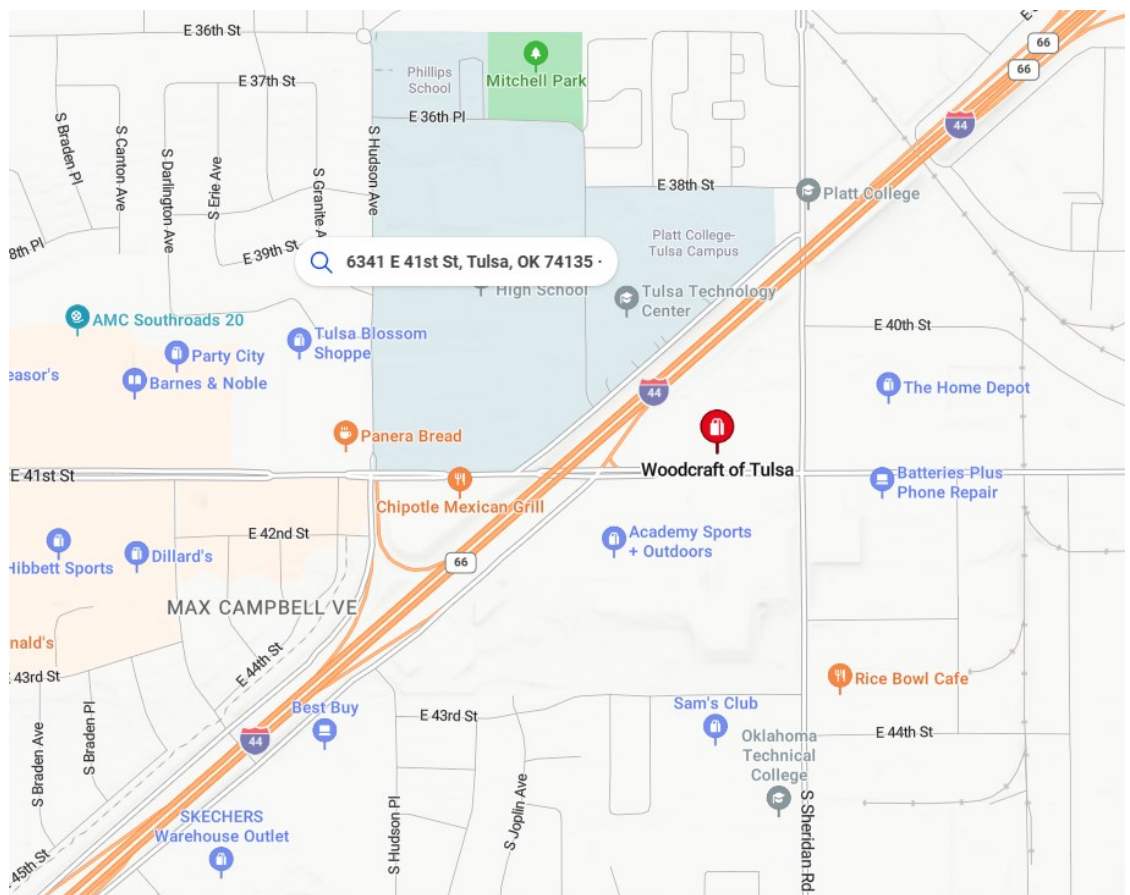 E 36th St
66
66
Phillips
School
Mitchell Park
E 37th St
44
E 36th Pl
S Braden Pl
S Canton Ave
S Darlington Ave
S Erie Ave
S Granite A
S Hudson Ave
E 38th St
Platt College
8th Pl
E 39th St
Platt College-
Tulsa Campus
6341 E 41st St, Tulsa, OK 74135 ·
High School
Tulsa Technology
Center
AMC Southroads 20
Tulsa Blossom
Shoppe
E 40th St
Party City
easor's
Barnes & Noble
44
The Home Depot
Panera Bread
E 41st St
Woodcraft of Tulsa
Batteries Plus
Phone Repair
Chipotle Mexican Grill
E 42nd St
Academy Sports
+ Outdoors
Hibbett Sports
Dillard's
66
MAX CAMPBELL VE
nald's
E 44th St
43rd St
Rice Bowl Cafe
Best Buy
E 43rd St
Sam's Club
E 44th St
44
Oklahoma
Technical
College
S Braden Ave
S Braden Pl
S Hudson Pl
S Joplin Ave
S Sheridan Rd
SKECHERS
Warehouse Outlet
45th St